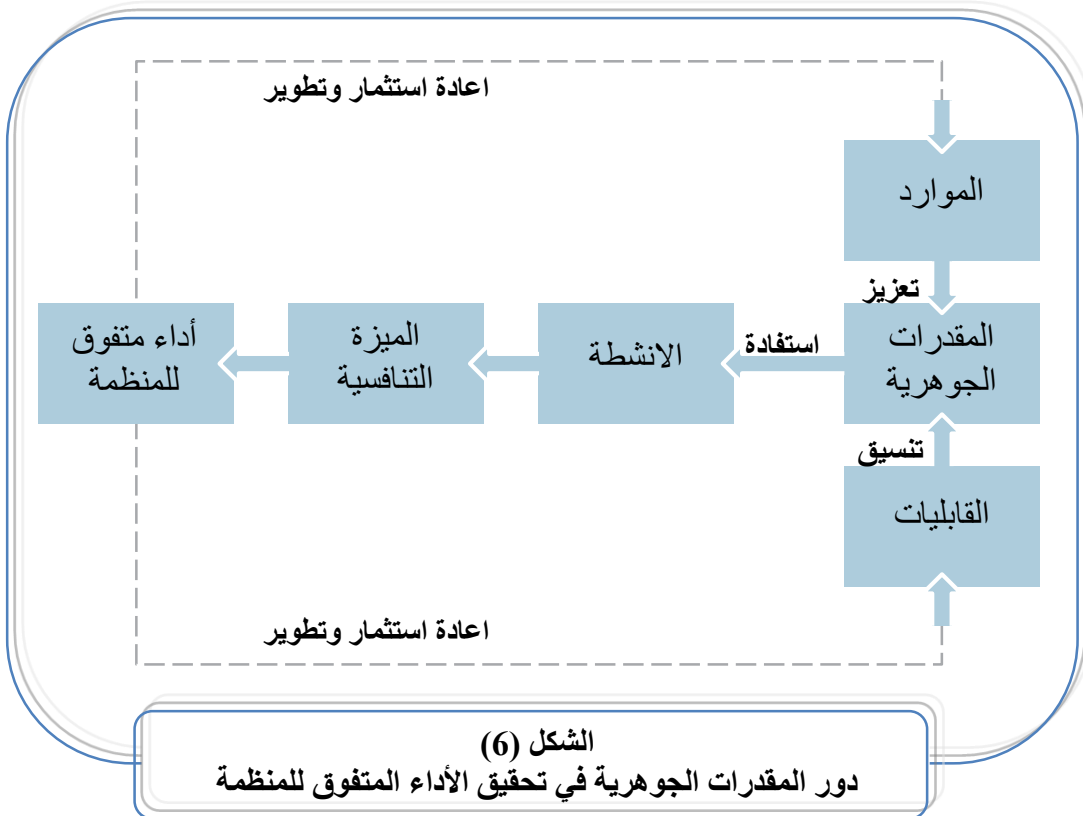 اعادة استثمار وتطوير
الموارد
تعزيز
المقدرات
الجوهرية
استفادة
الانشطة
الميزة
التنافسية
أداء متفوق
للمنظمة
تنسيق
القابليات
اعادة استثمار وتطوير
الشكل (6)
دور المقدرات الجوهرية في تحقيق الأداء المتفوق للمنظمة